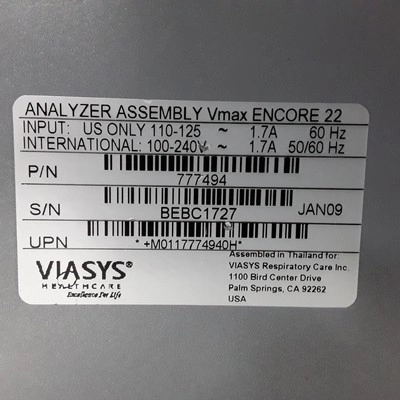 ANALYZER ASSEMBLY Vmax ENCORE 22
INPUT: US ONLY 110-125 ~ 1.7A 60 Hz
INTERNATIONAL: 100-240V ~ 1.7A 50/60 Hz
P/N
777494
S/N
BEBC1727
JAN09
UPN
* +M0117774940H*
VIASYS®
HEALTHCARE
Excellence For Life
Assembled in Thailand for:
VIASYS Respiratory Care Inc.
1100 Bird Center Drive
Palm Springs, CA 92262
USA